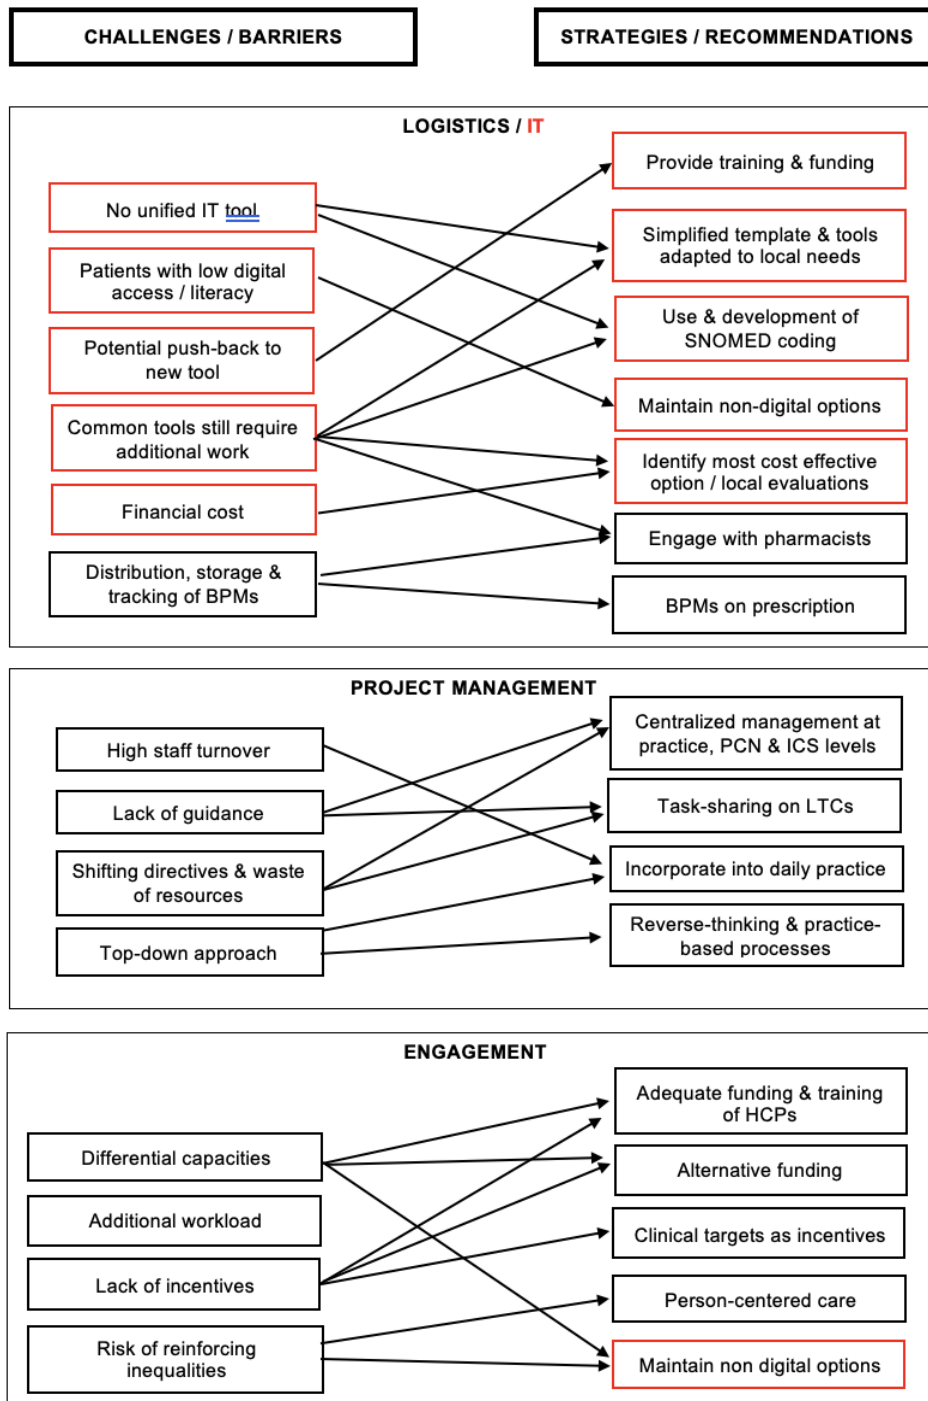 CHALLENGES / BARRIERS
STRATEGIES / RECOMMENDATIONS
LOGISTICS / IT
No unified IT tool
Patients with low digital
access / literacy
Potential push-back to
new tool
Common tools still require
additional work
Financial cost
Distribution, storage &
tracking of BPMs
Provide training & funding
Simplified template & tools
adapted to local needs
Use & development of
SNOMED coding
Maintain non-digital options
Identify most cost effective
option / local evaluations
Engage with pharmacists
BPMs on prescription
PROJECT MANAGEMENT
High staff turnover
Lack of guidance
Shifting directives & waste
of resources
Top-down approach
Centralized management at
practice, PCN & ICS levels
Task-sharing on LTCs
Incorporate into daily practice
Reverse-thinking & practice-
based processes
ENGAGEMENT
Differential capacities
Additional workload
Lack of incentives
Risk of reinforcing
inequalities
Adequate funding & training
of HCPs
Alternative funding
Clinical targets as incentives
Person-centered care
Maintain non digital options